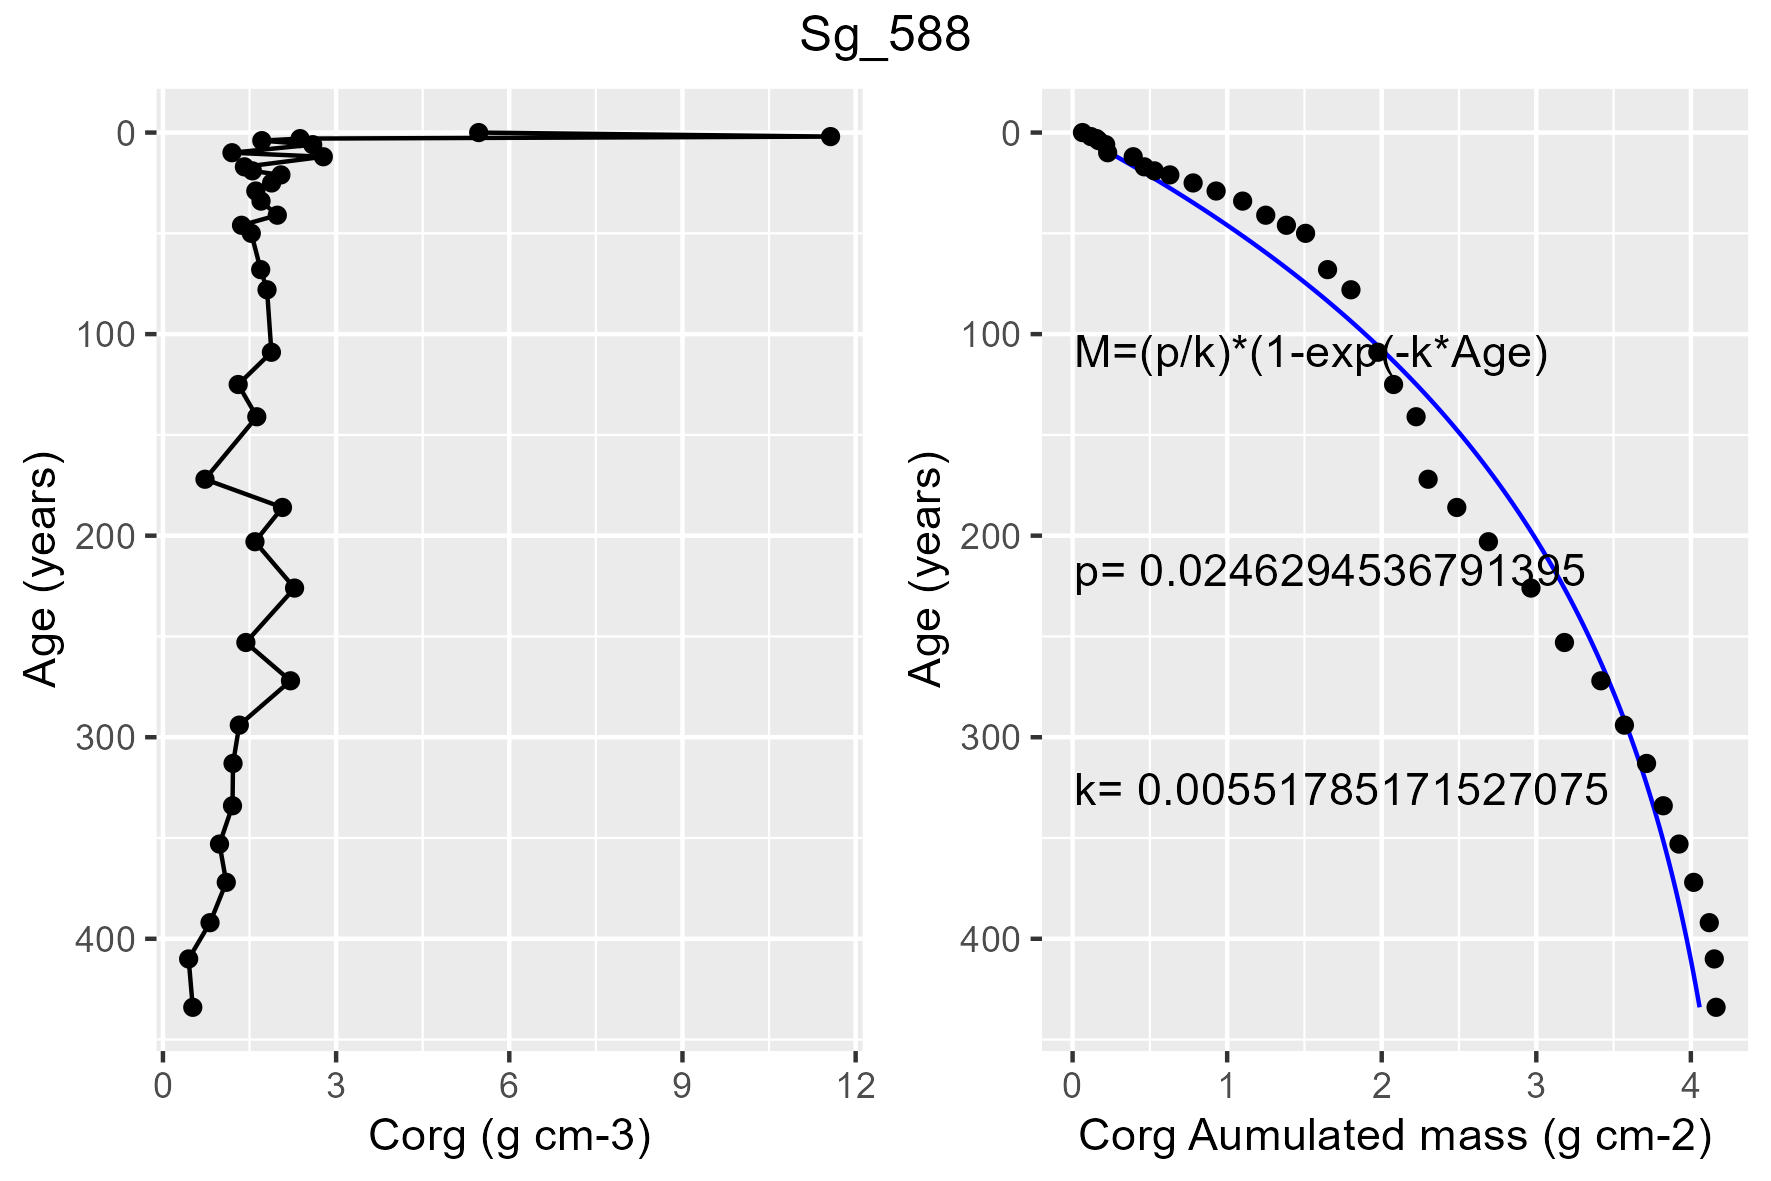 Sg_588
0
100
200
300
400
Age (years)
0
3
6
9
12
Corg (g cm-3)
0
100
200
300
400
Age (years)
M=(p/k)*(1-exp(-k*Age)
p= 0.0246294536791395
k= 0.00551785171527075
0
1
2
3
4
Corg Aumulated mass (g cm-2)